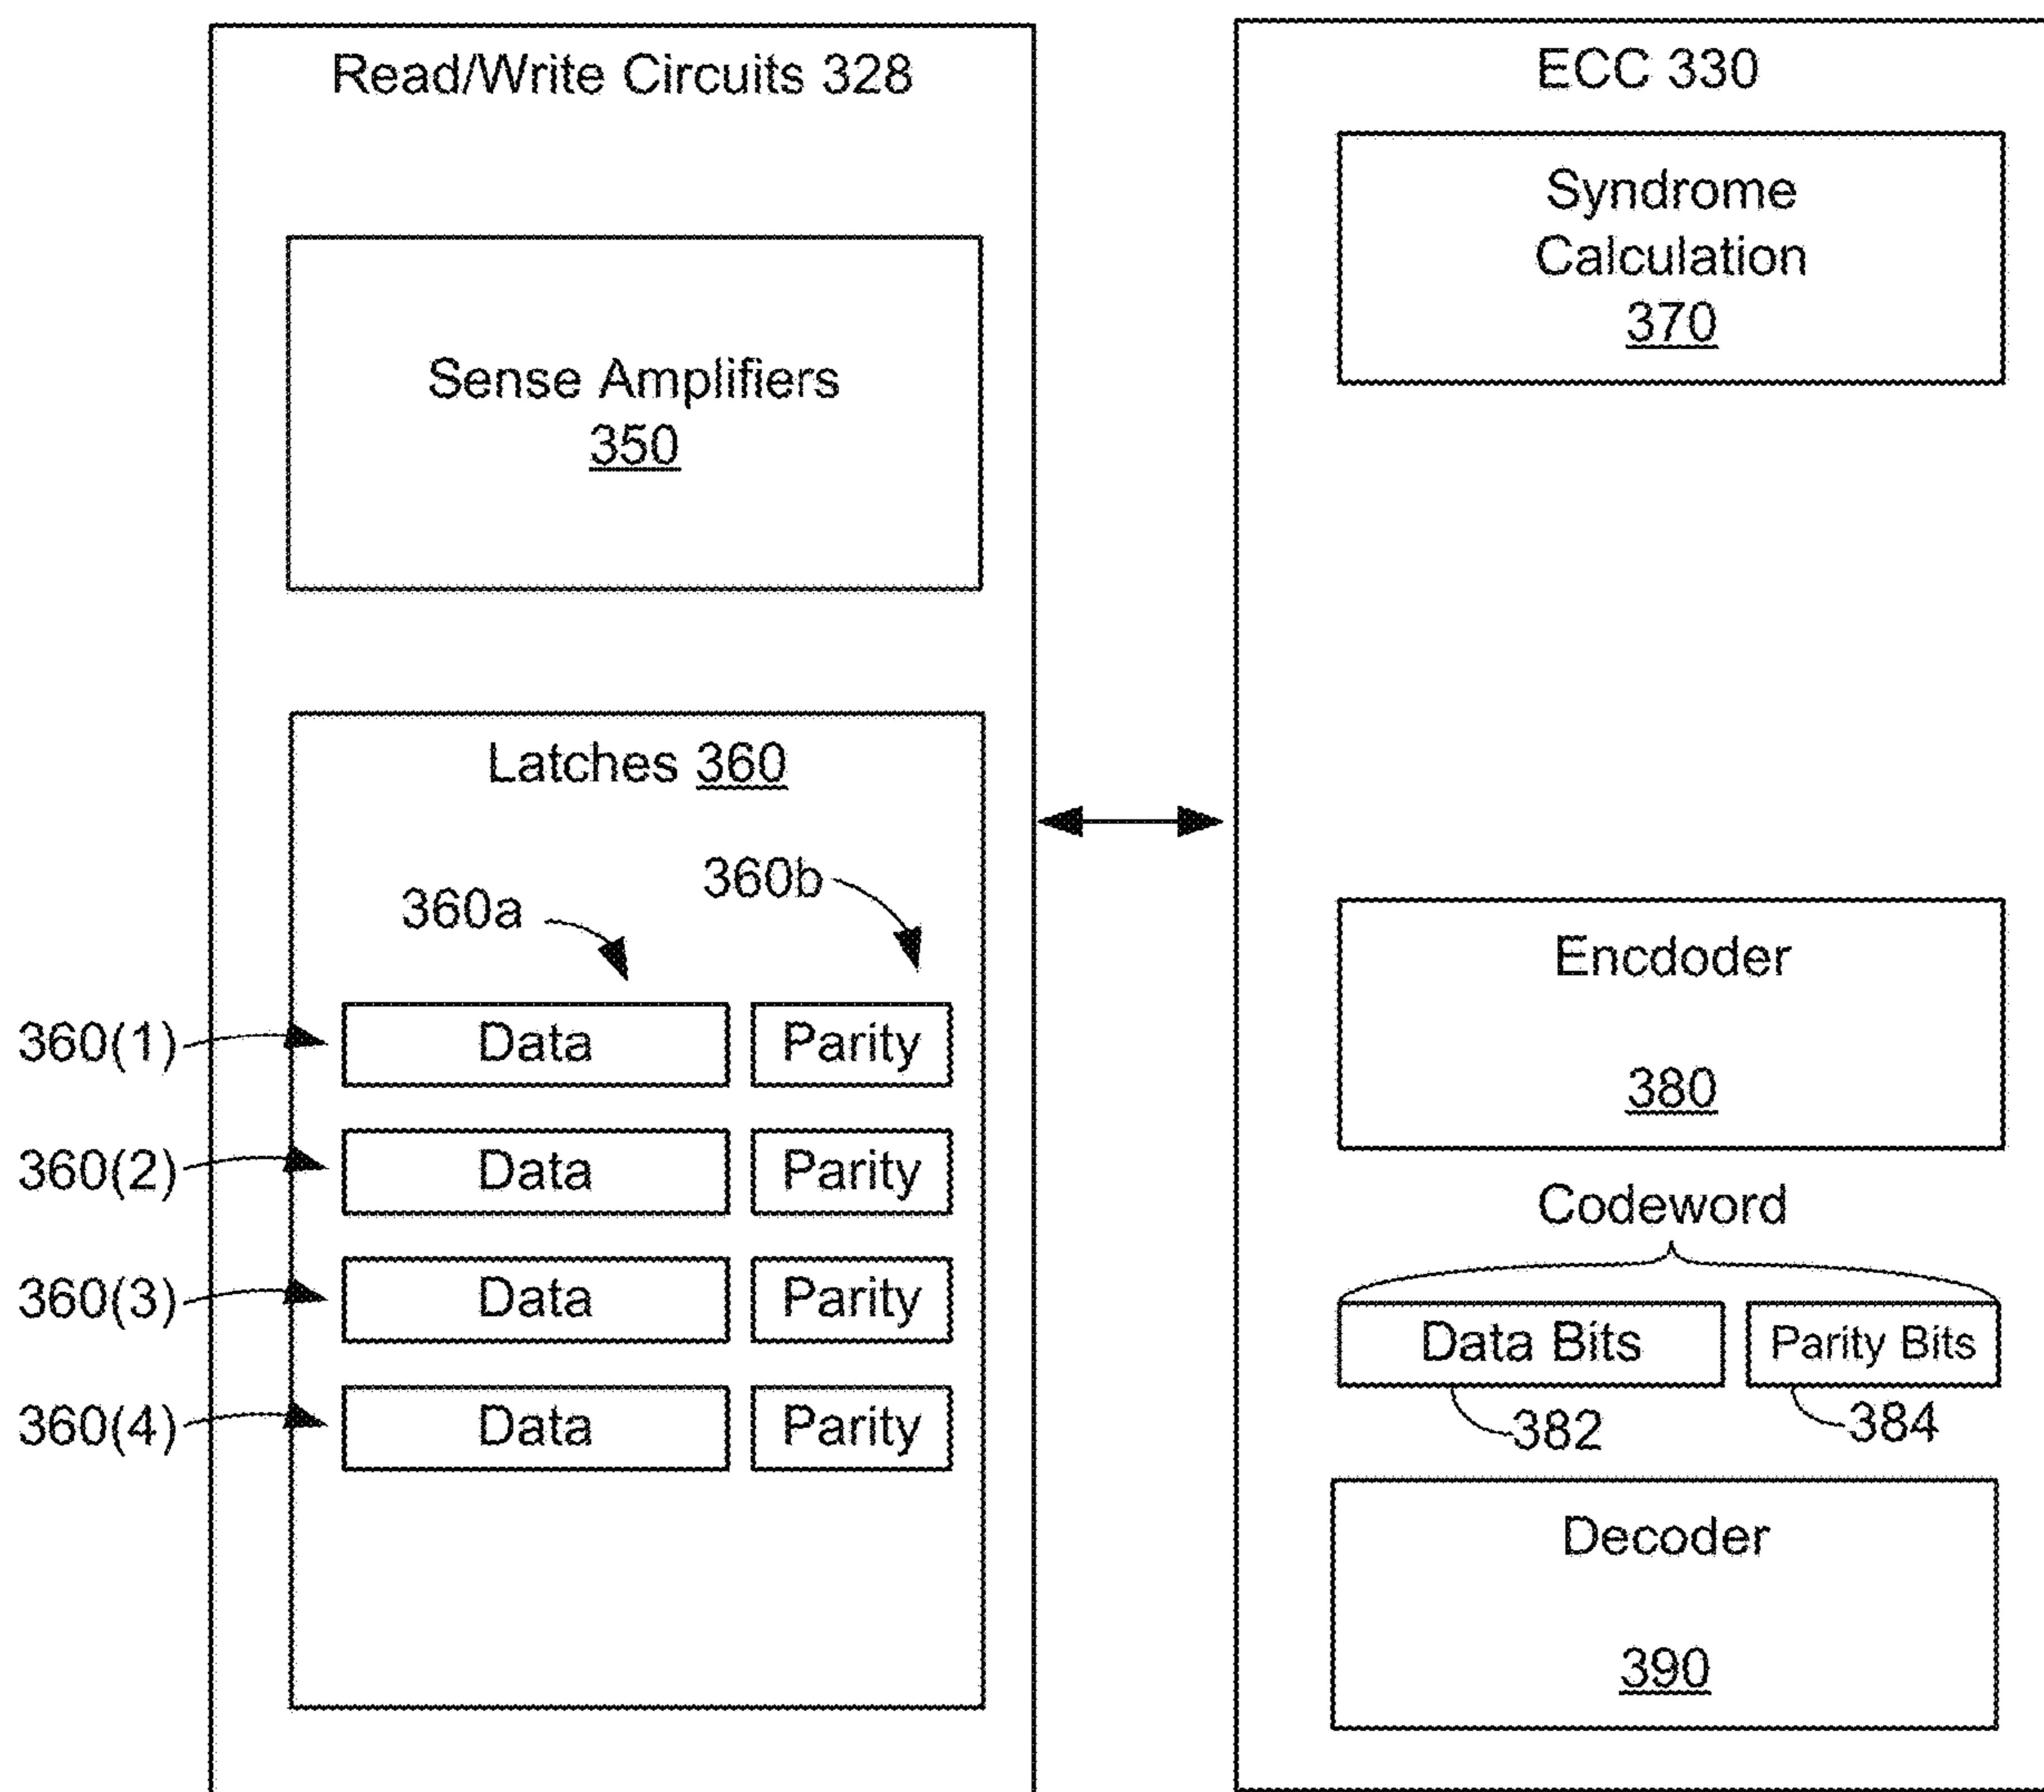 Read/Write Circuits 328
Sense Amplifiers
350
Latches 360
360a
360b
360(1)
Data
Parity
360(2)
Data
Parity
360(3)
Data
Parity
360(4)
Data
Parity
ECC 330
Syndrome
Calculation
370
Encdoder
380
Codeword
Data Bits
Parity Bits
382
384
Decoder
390